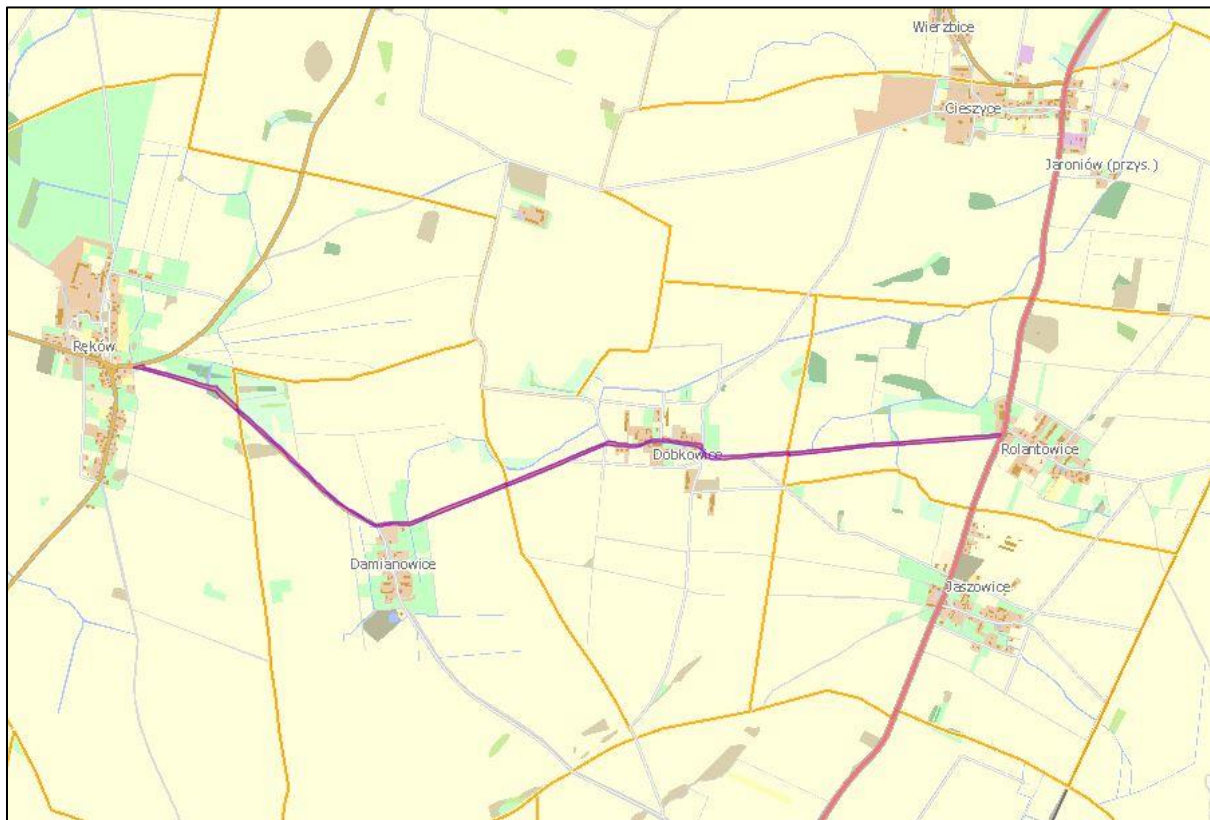 Wierzbice
Gieszyce
Jaroniów (przys.)
Ręków
Dobkowice
Rolantowice
Damianowice
Jaszowice